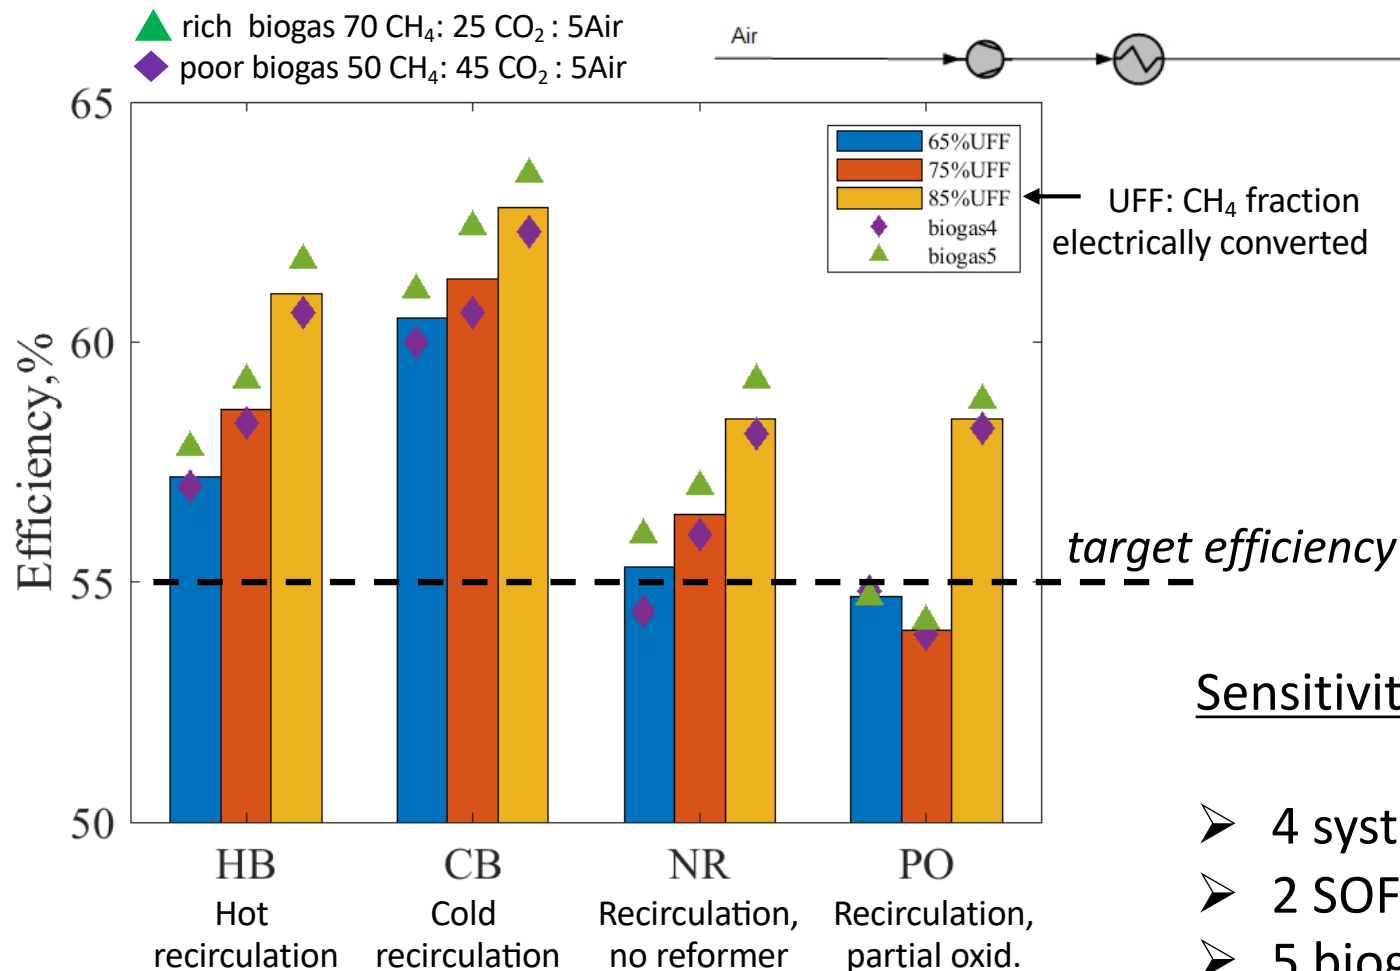 rich biogas 70 CH₄: 25 CO₂ : 5Air
poor biogas 50 CH₄: 45 CO₂ : 5Air
Air
65
60
55
50
Efficiency,%
65%UFF
75%UFF
85%UFF
biogas4
biogas5
UFF: CH₄ fraction
electrically converted
target efficiency
HB
CB
NR
PO
Hot
recirculation
Cold
recirculation
Recirculation,
no reformer
Recirculation,
partial oxid.
Sensitivit
4 syst
2 SOF
5 biog